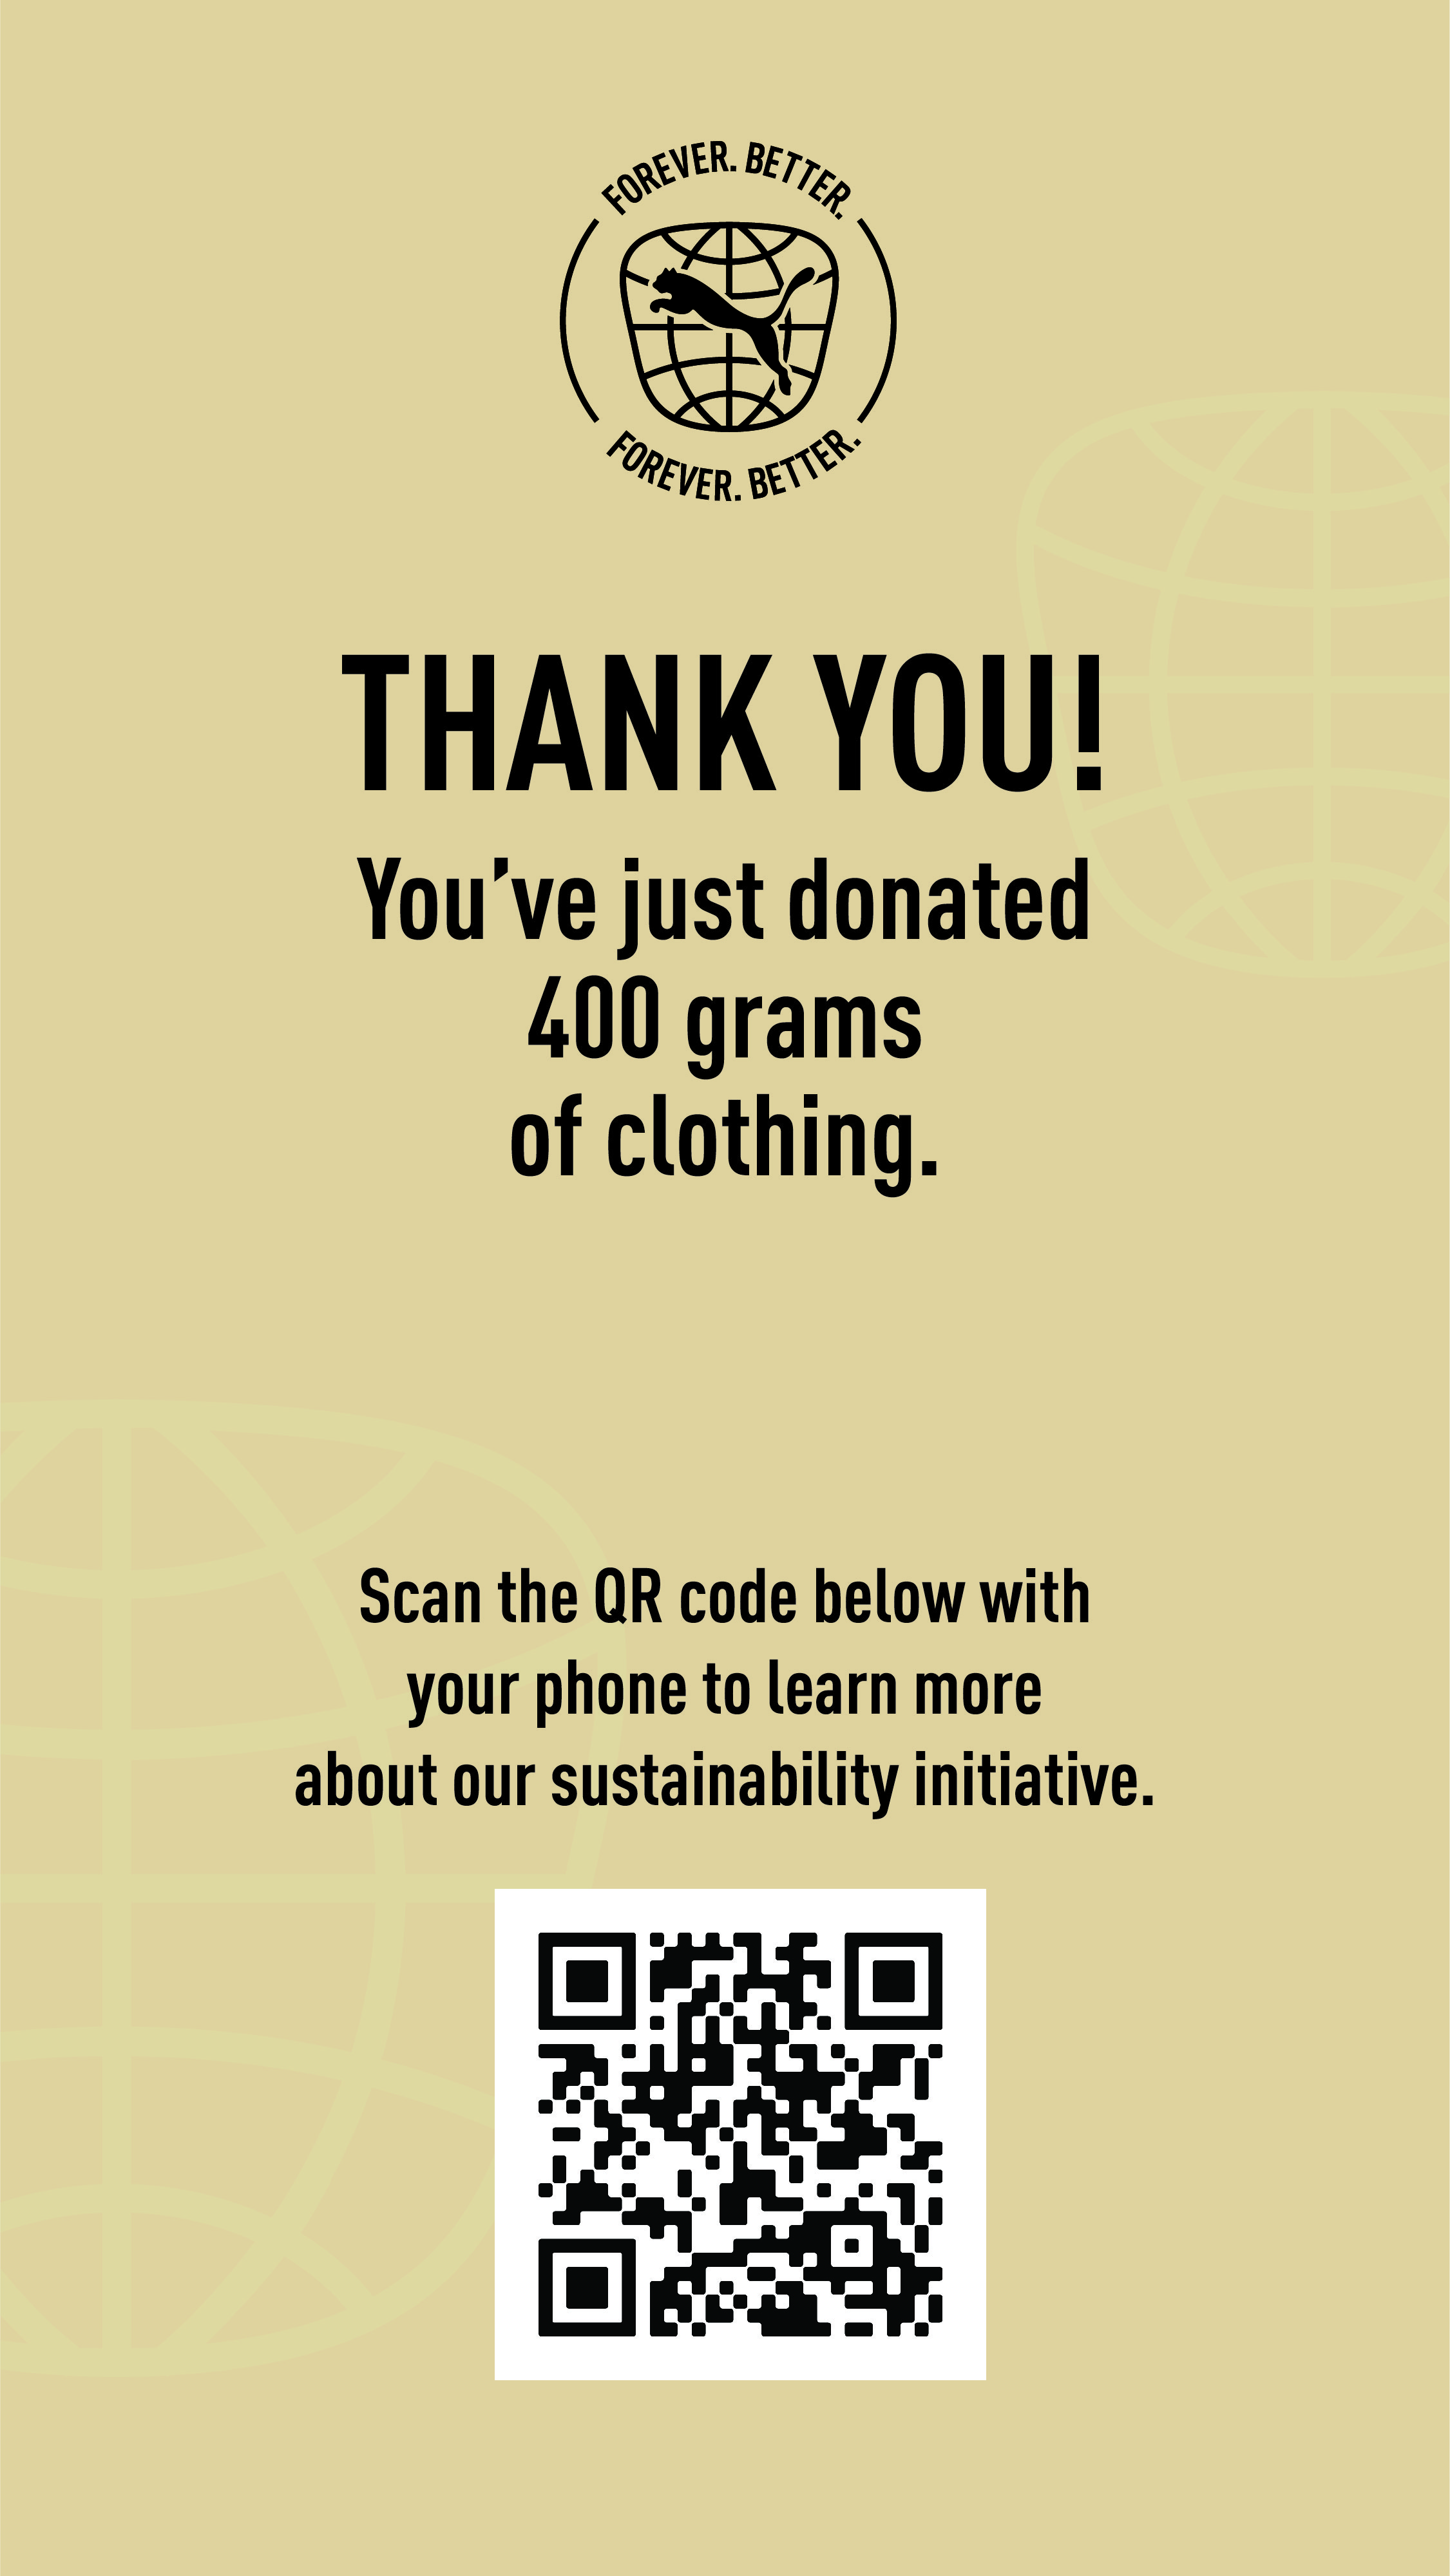 FOREVER. BETTER.
FOREVER. BETTER.
THANK YOU!
You’ve just donated
400 grams
of clothing.
Scan the QR code below with
your phone to learn more
about our sustainability initiative.